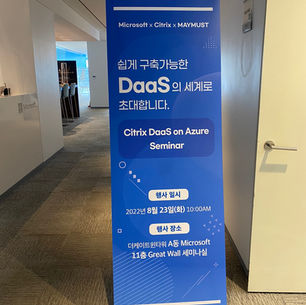 Microsoft x Citrix x MAYMUST
쉽게 구축가능한
DaaS의 세계로
초대합니다.
Citrix DaaS on Azure
Seminar
행사 일시
2022년 8월 23일(화) 10:00AM
행사 장소
더케이트윈타워 A동 Microsoft
11층 Great Wall 세미나실